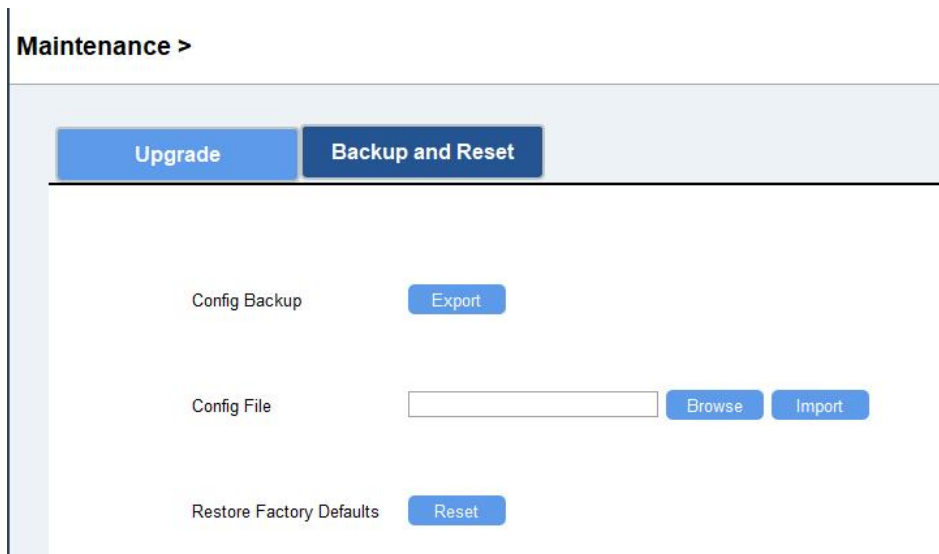 Maintenance >
Upgrade
Backup and Reset
Config Backup
Export
Config File
Browse
Import
Restore Factory Defaults
Reset